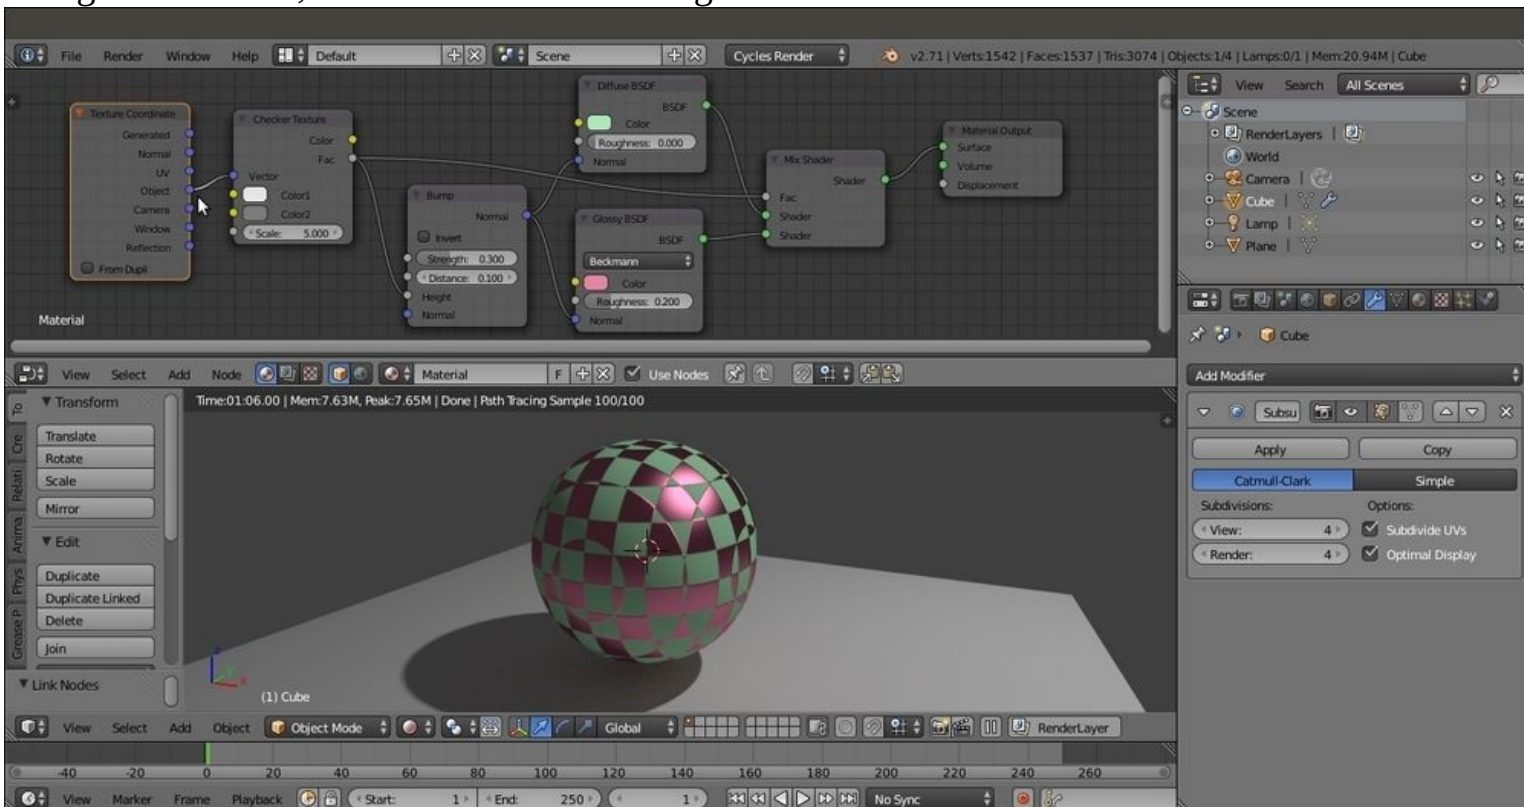 File Render Window Help Default Scene Cycles Render v2.71 | Verts:1542 | Faces:1537 | Tris:3074 | Objects:1/4 | Lamps:0/1 | Mem:20.94M | Cube
Texture Coordinate
Generated
Normal
UV
Object
Camera
Window
Reflection
From Dupli
Checker Texture
Color
Fac
Vector
Color1
Color2
Scale: 5.000
Bump
Normal
Invert
Strength: 0.300
Distance: 0.100
Height
Normal
Diffuse BSDF
BSDF
Color
Roughness: 0.000
Normal
Glossy BSDF
BSDF
Beckmann
Color
Roughness: 0.200
Normal
Mix Shader
Shader
Fac
Shader
Shader
Material Output
Surface
Volume
Displacement
Material
View Select Add Node Material F Use Nodes
View Search All Scenes
Scene
RenderLayers
World
Camera
Cube
Lamp
Plane
Cube
Add Modifier
Subsu
Apply Copy
Catmull-Clark Simple
Subdivisions: Options:
View: 4 Subdivide UVs
Render: 4 Optimal Display
To
Cre
Relati
Anima
Phys
Grease P
Transform
Translate
Rotate
Scale
Mirror
Edit
Duplicate
Duplicate Linked
Delete
Join
Link Nodes
Time:01:06.00 | Mem:7.63M, Peak:7.65M | Done | Path Tracing Sample 100/100
(1) Cube
View Select Add Object Object Mode Global RenderLayer
-40 -20 0 20 40 60 80 100 120 140 160 180 200 220 240 260
View Marker Frame Playback Start: 1 End: 250 1 No Sync